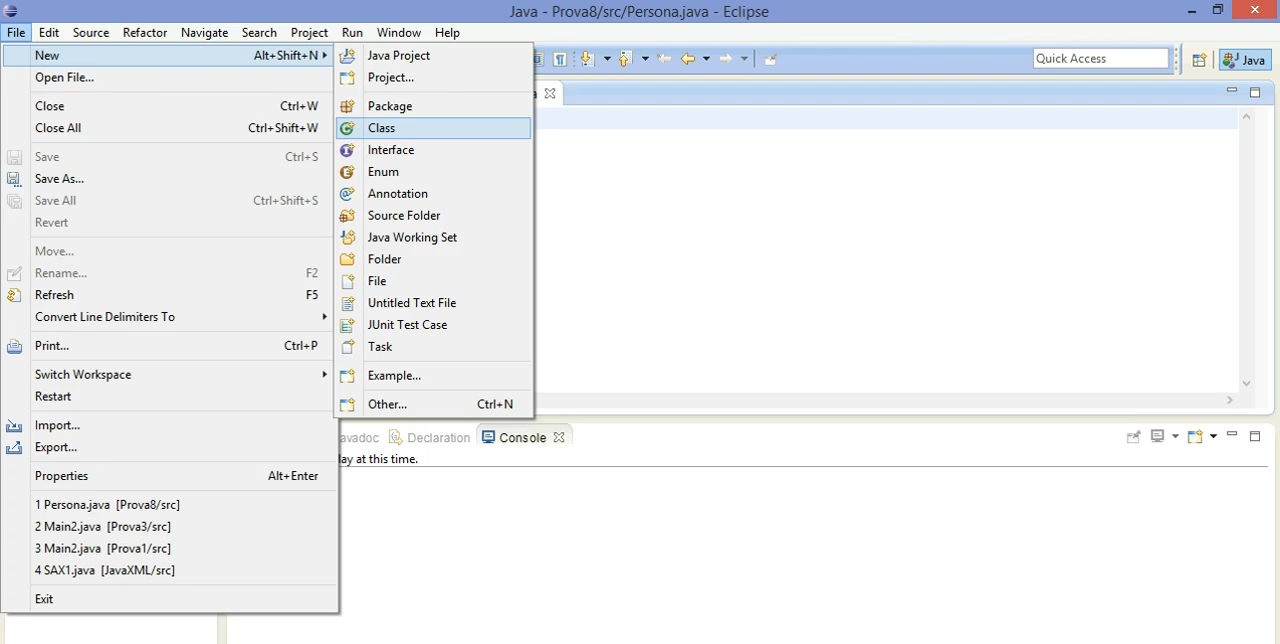 Java - Prova8/src/Persona.java - Eclipse
File Edit Source Refactor Navigate Search Project Run Window Help
Quick Access
Java
New Alt+Shift+N
Open File...
Close Ctrl+W
Close All Ctrl+Shift+W
Save Ctrl+S
Save As...
Save All Ctrl+Shift+S
Revert
Move...
Rename... F2
Refresh F5
Convert Line Delimiters To
Print... Ctrl+P
Switch Workspace
Restart
Import...
Export...
Properties Alt+Enter
1 Persona.java [Prova8/src]
2 Main2.java [Prova3/src]
3 Main2.java [Prova1/src]
4 SAX1.java [JavaXML/src]
Exit
Java Project
Project...
Package
Class
Interface
Enum
Annotation
Source Folder
Java Working Set
Folder
File
Untitled Text File
JUnit Test Case
Task
Example...
Other... Ctrl+N
avadoc Declaration Console
lay at this time.